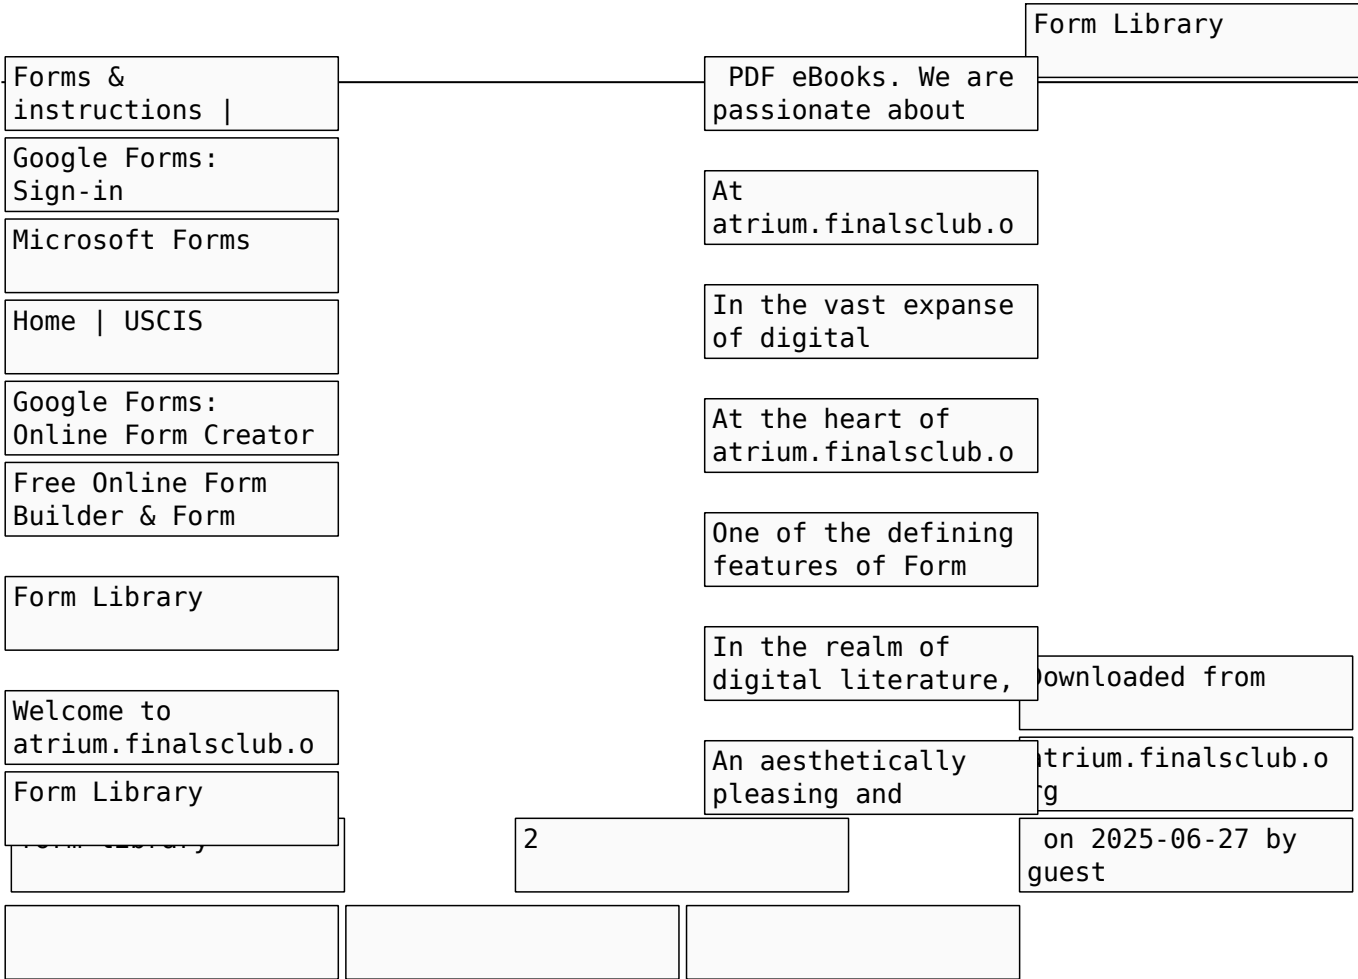 Form Library
Forms &
instructions |
Google Forms:
Sign-in
Microsoft Forms
Home | USCIS
Google Forms:
Online Form Creator
Free Online Form
Builder & Form
Form Library
Welcome to
atrium.finalsclub.o
Form Library
PDF eBooks. We are
passionate about
At
atrium.finalsclub.o
In the vast expanse
of digital
At the heart of
atrium.finalsclub.o
One of the defining
features of Form
In the realm of
digital literature,
An aesthetically
pleasing and
2
Downloaded from
atrium.finalsclub.o
rg
on 2025-06-27 by
guest